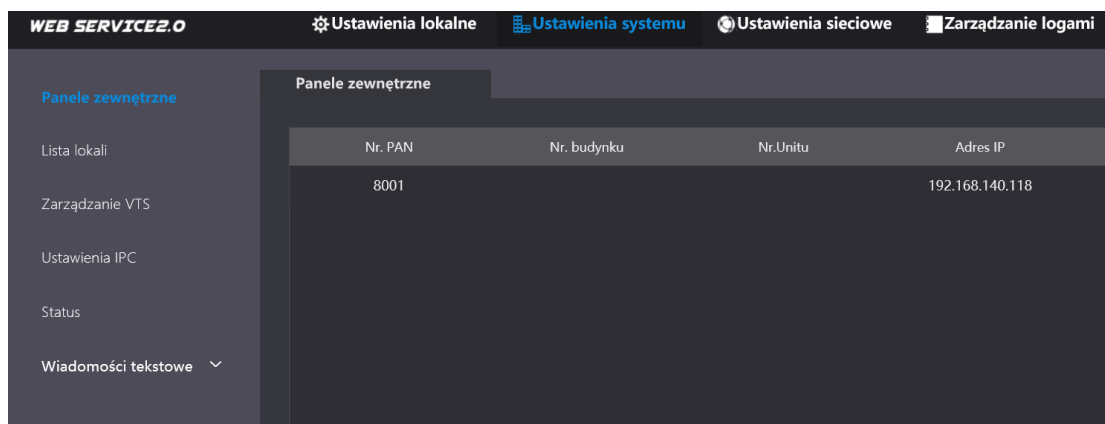 WEB SERVICE2.0
Ustawienia lokalne
Ustawienia systemu
Ustawienia sieciowe
Zarządzanie logami
Panele zewnętrzne
Lista lokali
Zarządzanie VTS
Ustawienia IPC
Status
Wiadomości tekstowe
Panele zewnętrzne
Nr. PAN Nr. budynku Nr.Unitu Adres IP
8001 192.168.140.118